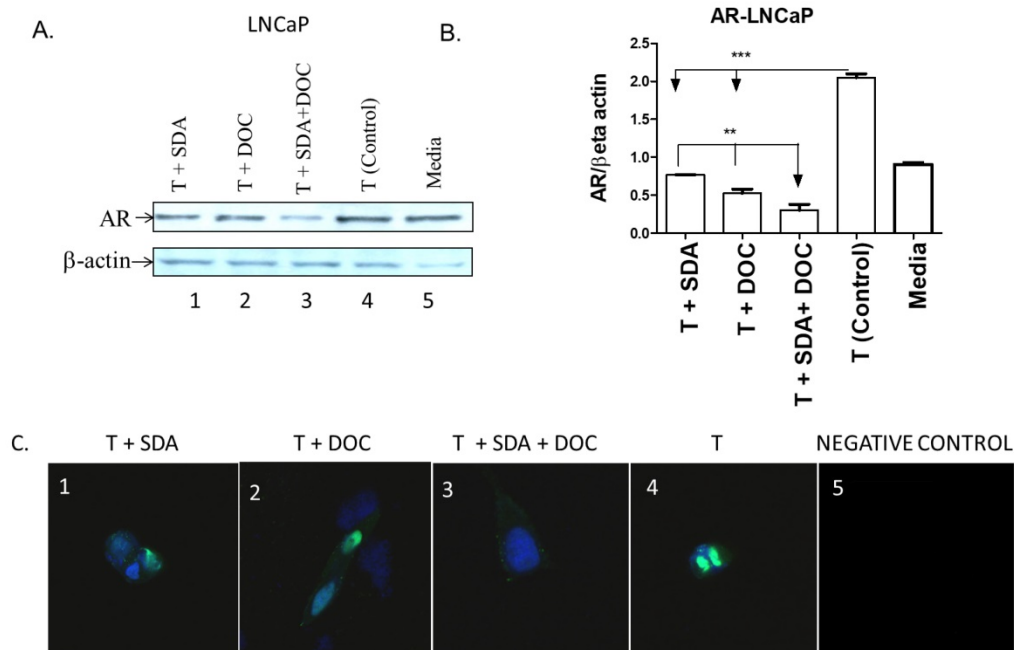 A.
LNCaP
T + SDA
T + DOC
T + SDA+DOC
T (Control)
Media
AR
β-actin
1 2 3 4 5
B.
AR-LNCaP
AR/βeta actin
2.5
2.0
1.5
1.0
0.5
0.0
***
**
T + SDA
T + DOC
T + SDA+ DOC
T (Control)
Media
C.
T + SDA T + DOC T + SDA + DOC T NEGATIVE CONTROL
1 2 3 4 5